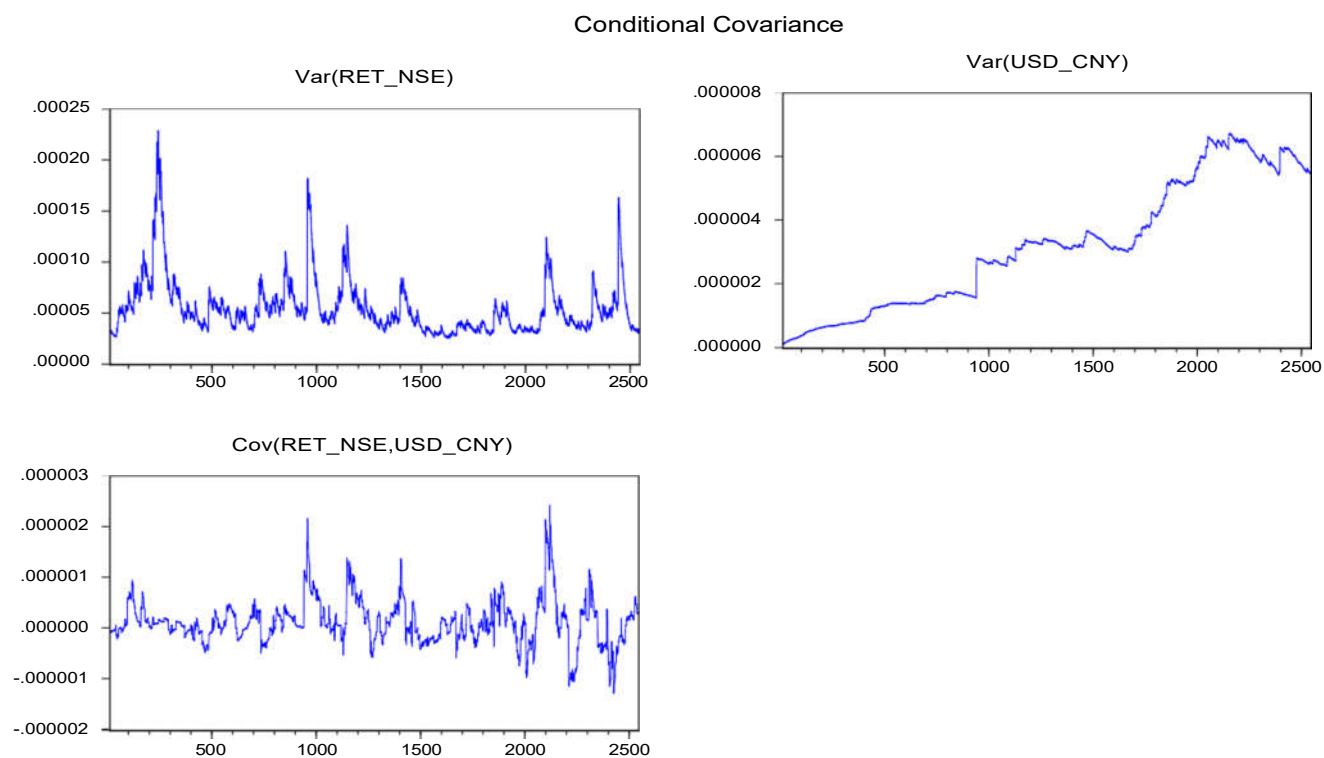 Conditional Covariance
Var(RET_NSE)
.00025
.00020
.00015
.00010
.00005
.00000
500 1000 1500 2000 2500
Var(USD_CNY)
.000008
.000006
.000004
.000002
.000000
500 1000 1500 2000 2500
Cov(RET_NSE,USD_CNY)
.000003
.000002
.000001
.000000
-.000001
-.000002
500 1000 1500 2000 2500